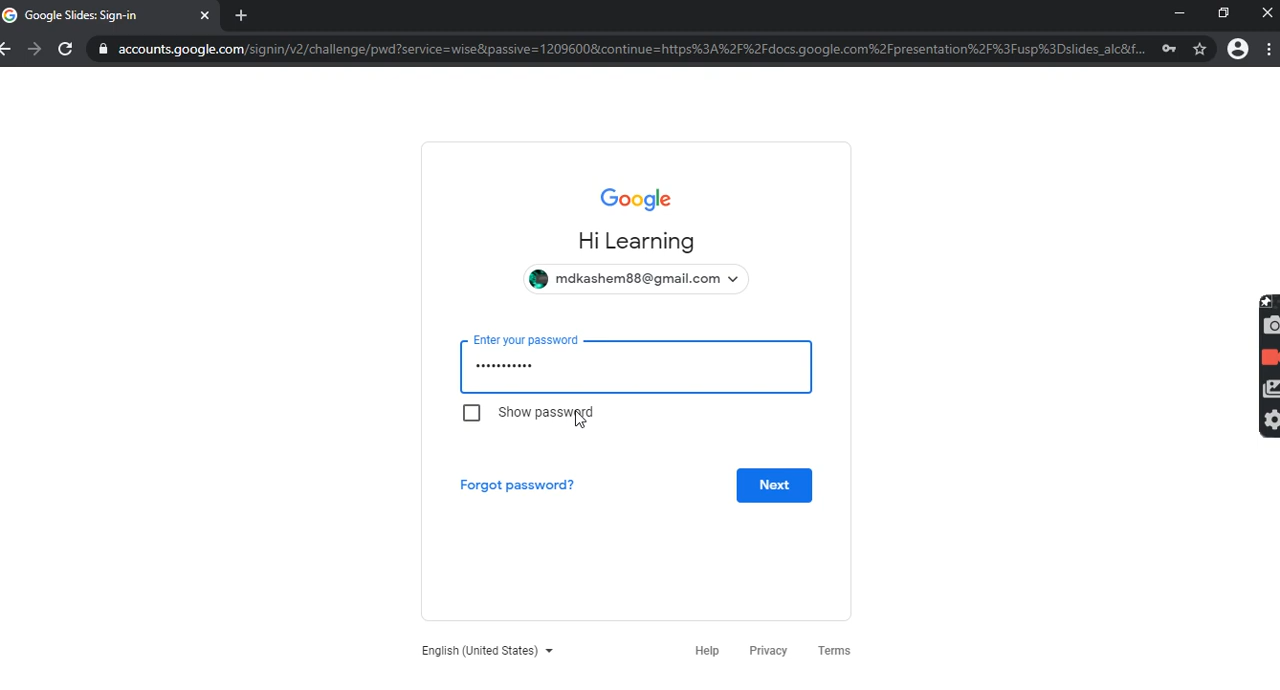 Google Slides: Sign-in
accounts.google.com/signin/v2/challenge/pwd?service=wise&passive=1209600&continue=https%3A%2F%2Fdocs.google.com%2Fpresentation%2F%3Fusp%3Dslides_alc&f...
Google
Hi Learning
mdkashem88@gmail.com
Enter your password
•••••••••••
Show password
Forgot password? Next
English (United States) Help Privacy Terms